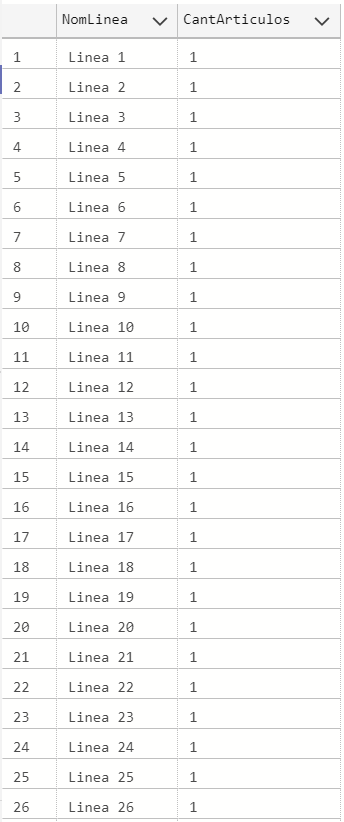 NomLinea CantArticulos
1 Linea 1 1
2 Linea 2 1
3 Linea 3 1
4 Linea 4 1
5 Linea 5 1
6 Linea 6 1
7 Linea 7 1
8 Linea 8 1
9 Linea 9 1
10 Linea 10 1
11 Linea 11 1
12 Linea 12 1
13 Linea 13 1
14 Linea 14 1
15 Linea 15 1
16 Linea 16 1
17 Linea 17 1
18 Linea 18 1
19 Linea 19 1
20 Linea 20 1
21 Linea 21 1
22 Linea 22 1
23 Linea 23 1
24 Linea 24 1
25 Linea 25 1
26 Linea 26 1